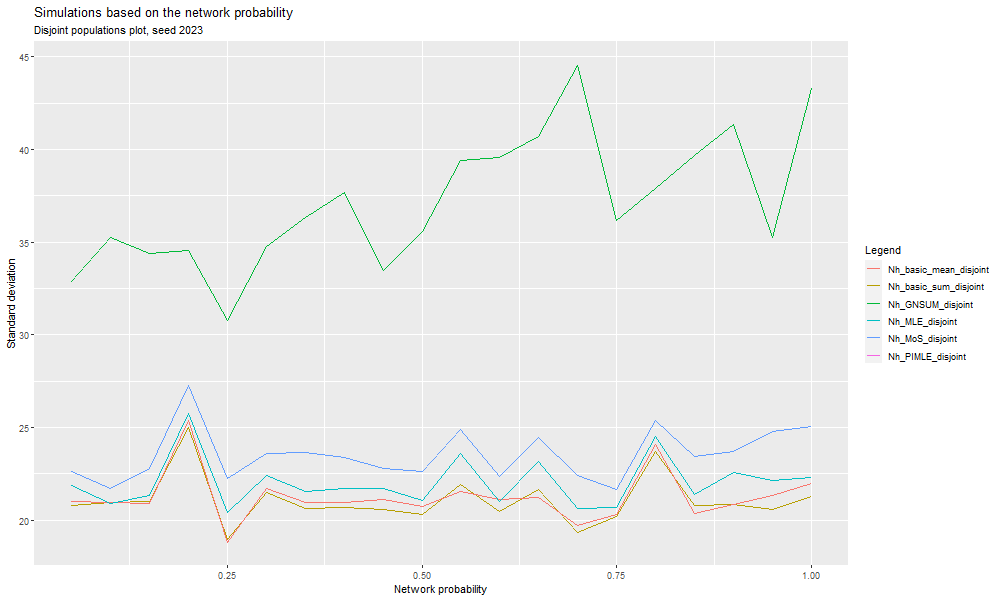 Simulations based on the network probability
Disjoint populations plot, seed 2023
45
40
35
30
25
20
Standard deviation
0.25
0.50
0.75
1.00
Network probability
Legend
Nh_basic_mean_disjoint
Nh_basic_sum_disjoint
Nh_GNSUM_disjoint
Nh_MLE_disjoint
Nh_MoS_disjoint
Nh_PIMLE_disjoint